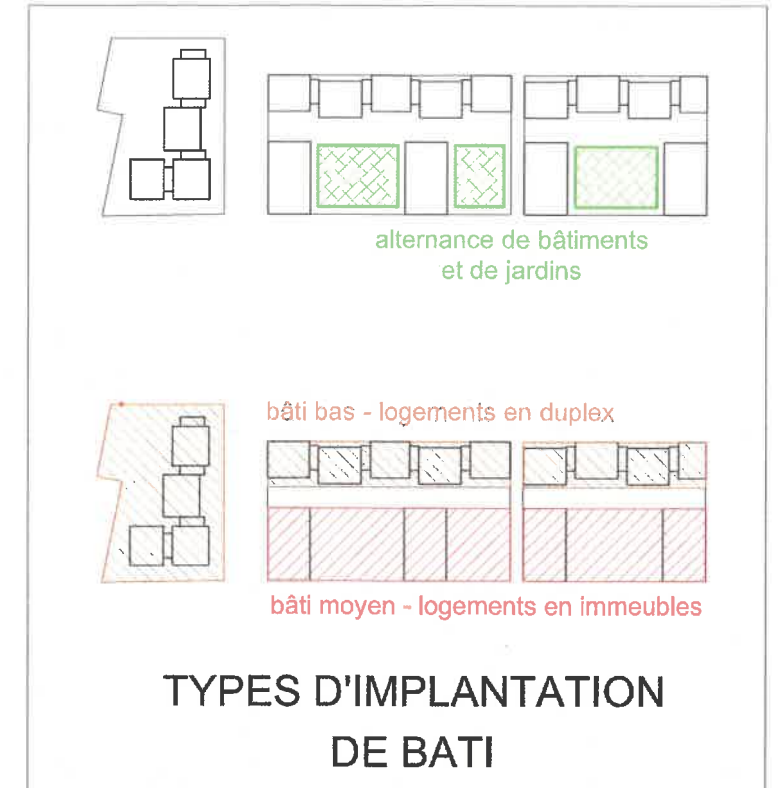 alternance de bâtiments
et de jardins
bâti bas - logements en duplex
bâti moyen - logements en immeubles
TYPES D'IMPLANTATION
DE BATI